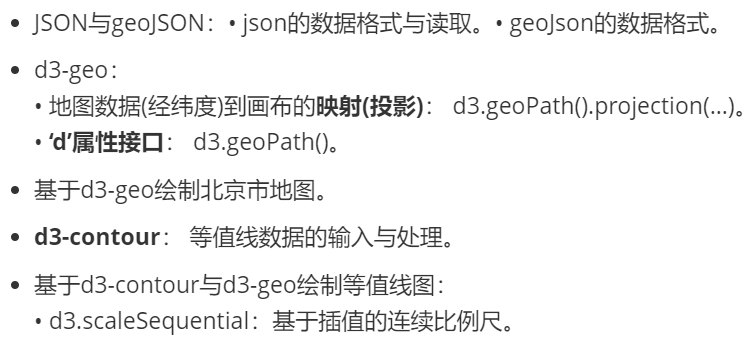 • JSON与geoJSON：• json的数据格式与读取。• geoJson的数据格式。
• d3-geo：
• 地图数据(经纬度)到画布的映射(投影)： d3.geoPath().projection(...)。
• ‘d’属性接口： d3.geoPath()。
• 基于d3-geo绘制北京市地图。
• d3-contour： 等值线数据的输入与处理。
• 基于d3-contour与d3-geo绘制等值线图：
• d3.scaleSequential：基于插值的连续比例尺。